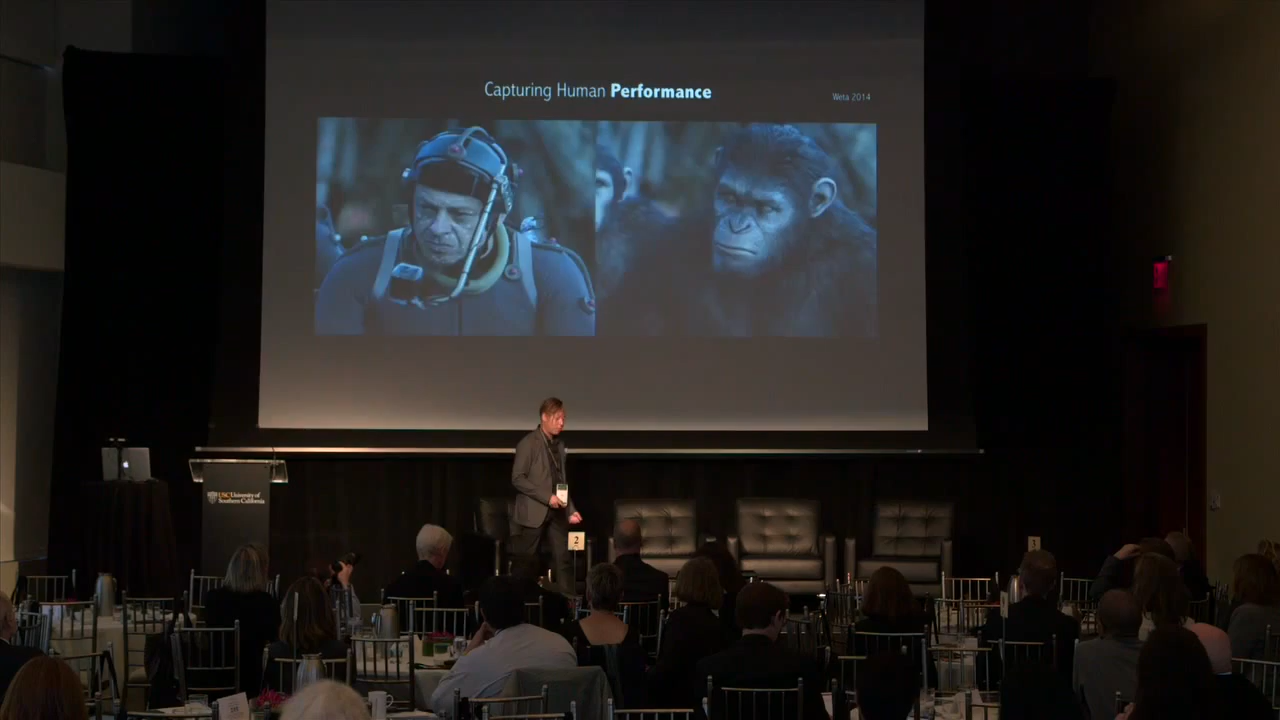 Capturing Human Performance
Weta 2014
USC University of
Southern California
2